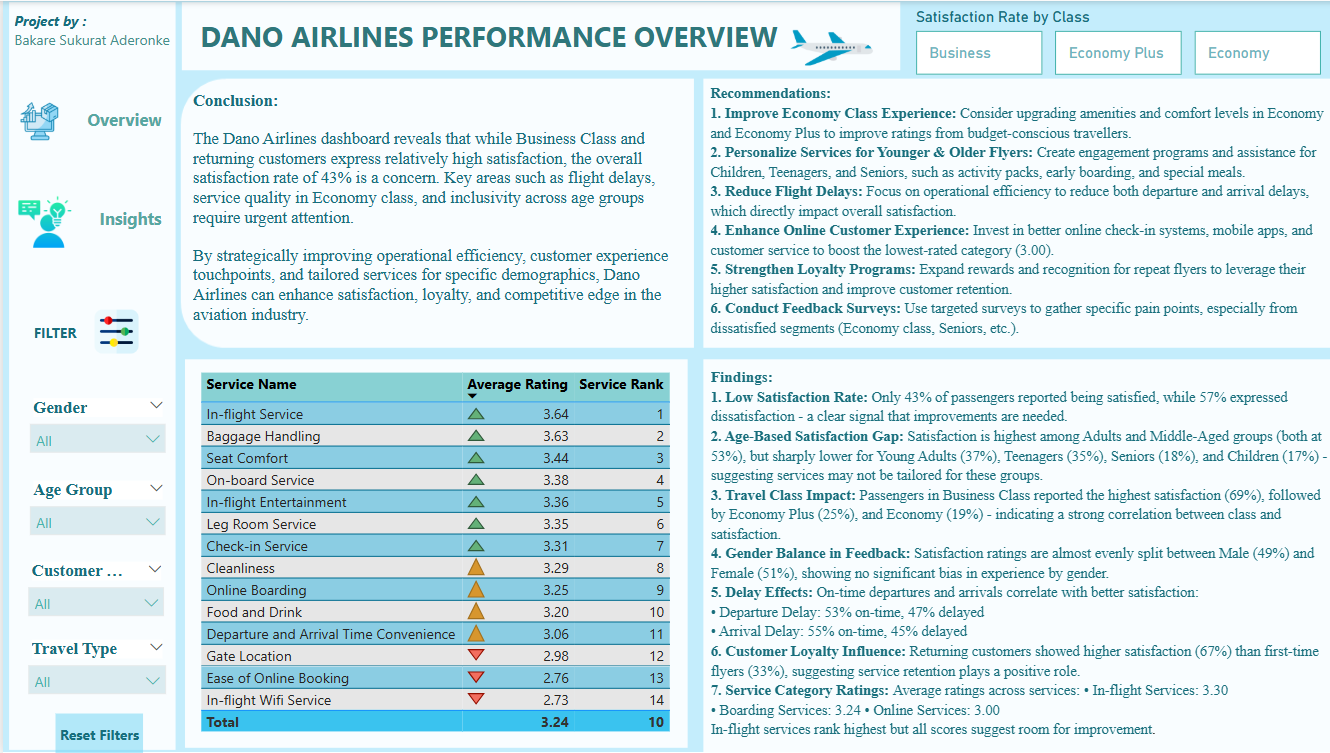 Project by :
Bakare Sukurat Aderonke
DANO AIRLINES PERFORMANCE OVERVIEW
Satisfaction Rate by Class
Business
Economy Plus
Economy
Overview
Insights
FILTER
Gender
All
Age Group
All
Customer ...
All
Travel Type
All
Reset Filters
Conclusion:
The Dano Airlines dashboard reveals that while Business Class and
returning customers express relatively high satisfaction, the overall
satisfaction rate of 43% is a concern. Key areas such as flight delays,
service quality in Economy class, and inclusivity across age groups
require urgent attention.
By strategically improving operational efficiency, customer experience
touchpoints, and tailored services for specific demographics, Dano
Airlines can enhance satisfaction, loyalty, and competitive edge in the
aviation industry.
Recommendations:
1. Improve Economy Class Experience: Consider upgrading amenities and comfort levels in Economy
and Economy Plus to improve ratings from budget-conscious travellers.
2. Personalize Services for Younger & Older Flyers: Create engagement programs and assistance for
Children, Teenagers, and Seniors, such as activity packs, early boarding, and special meals.
3. Reduce Flight Delays: Focus on operational efficiency to reduce both departure and arrival delays,
which directly impact overall satisfaction.
4. Enhance Online Customer Experience: Invest in better online check-in systems, mobile apps, and
customer service to boost the lowest-rated category (3.00).
5. Strengthen Loyalty Programs: Expand rewards and recognition for repeat flyers to leverage their
higher satisfaction and improve customer retention.
6. Conduct Feedback Surveys: Use targeted surveys to gather specific pain points, especially from
dissatisfied segments (Economy class, Seniors, etc.).
Service Name Average Rating Service Rank
In-flight Service 3.64 1
Baggage Handling 3.63 2
Seat Comfort 3.44 3
On-board Service 3.38 4
In-flight Entertainment 3.36 5
Leg Room Service 3.35 6
Check-in Service 3.31 7
Cleanliness 3.29 8
Online Boarding 3.25 9
Food and Drink 3.20 10
Departure and Arrival Time Convenience 3.06 11
Gate Location 2.98 12
Ease of Online Booking 2.76 13
In-flight Wifi Service 2.73 14
Total 3.24 10
Findings:
1. Low Satisfaction Rate: Only 43% of passengers reported being satisfied, while 57% expressed
dissatisfaction - a clear signal that improvements are needed.
2. Age-Based Satisfaction Gap: Satisfaction is highest among Adults and Middle-Aged groups (both at
53%), but sharply lower for Young Adults (37%), Teenagers (35%), Seniors (18%), and Children (17%) -
suggesting services may not be tailored for these groups.
3. Travel Class Impact: Passengers in Business Class reported the highest satisfaction (69%), followed
by Economy Plus (25%), and Economy (19%) - indicating a strong correlation between class and
satisfaction.
4. Gender Balance in Feedback: Satisfaction ratings are almost evenly split between Male (49%) and
Female (51%), showing no significant bias in experience by gender.
5. Delay Effects: On-time departures and arrivals correlate with better satisfaction:
• Departure Delay: 53% on-time, 47% delayed
• Arrival Delay: 55% on-time, 45% delayed
6. Customer Loyalty Influence: Returning customers showed higher satisfaction (67%) than first-time
flyers (33%), suggesting service retention plays a positive role.
7. Service Category Ratings: Average ratings across services: • In-flight Services: 3.30
• Boarding Services: 3.24 • Online Services: 3.00
In-flight services rank highest but all scores suggest room for improvement.